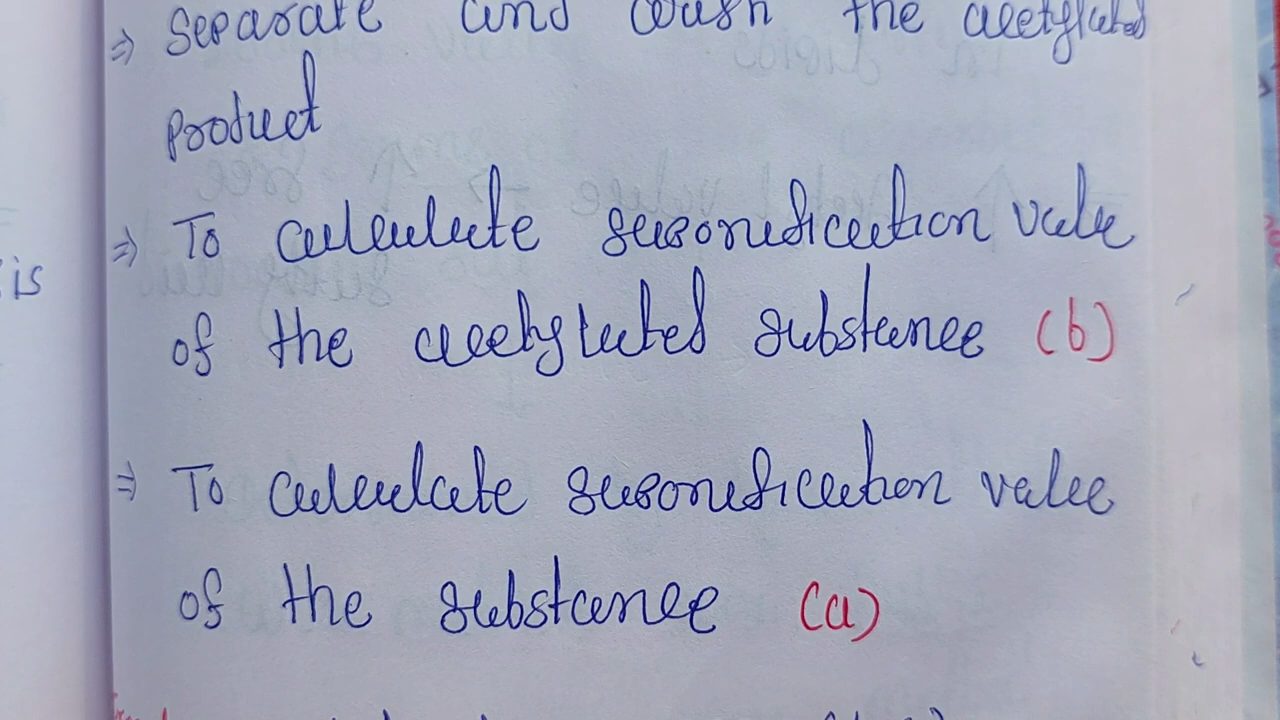 ⇒ Separate and wash the acetylated
Product
⇒ To calculate saponification value
is
of the acetylated substance (b)
⇒ To calculate saponification value
of the substance (a)